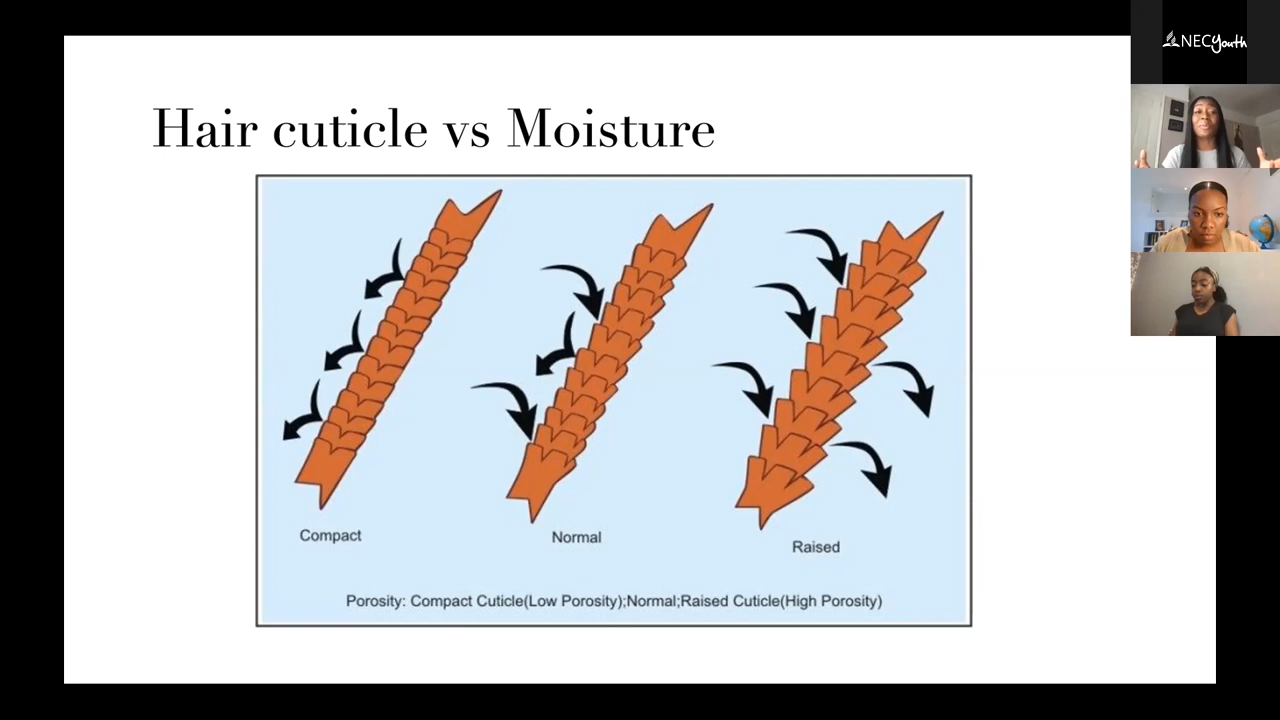 Hair cuticle vs Moisture
Compact
Normal
Raised
Porosity: Compact Cuticle(Low Porosity);Normal;Raised Cuticle(High Porosity)
NECyouth